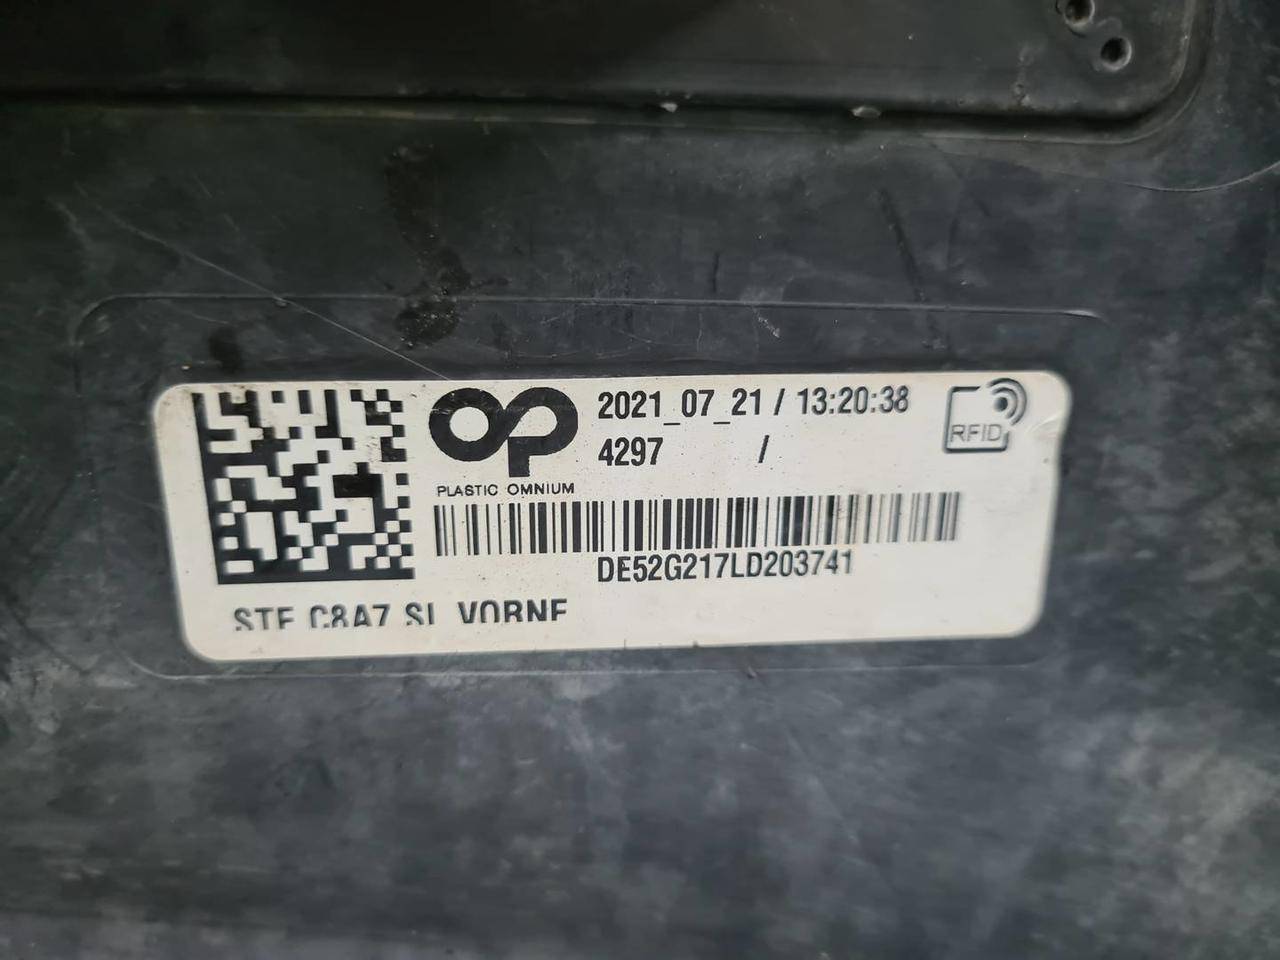 2021_07_21 / 13:20:38
4297 /
RFID
PLASTIC OMNIUM
DE52G217LD203741
STF C8A7 SL VORNE